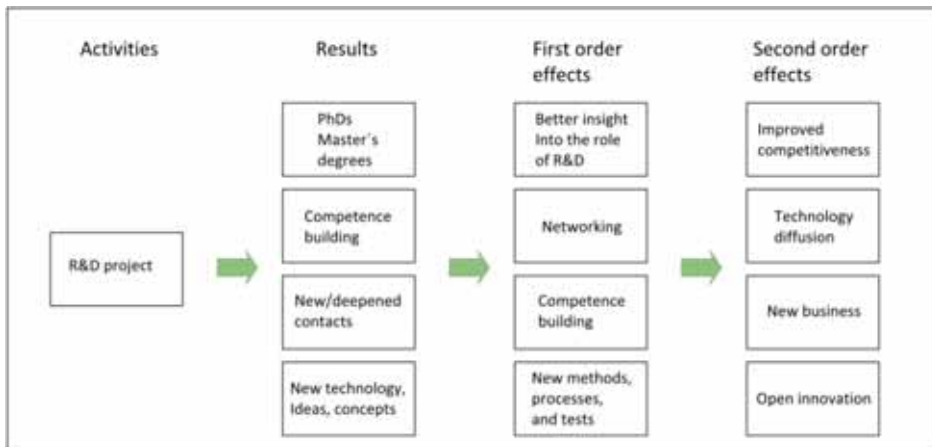 Activities
Results
First order
effects
Second order
effects
R&D project
PhDs
Master´s
degrees
Competence
building
New/deepened
contacts
New technology,
Ideas, concepts
Better insight
Into the role
of R&D
Networking
Competence
building
New methods,
processes,
and tests
Improved
competitiveness
Technology
diffusion
New business
Open innovation